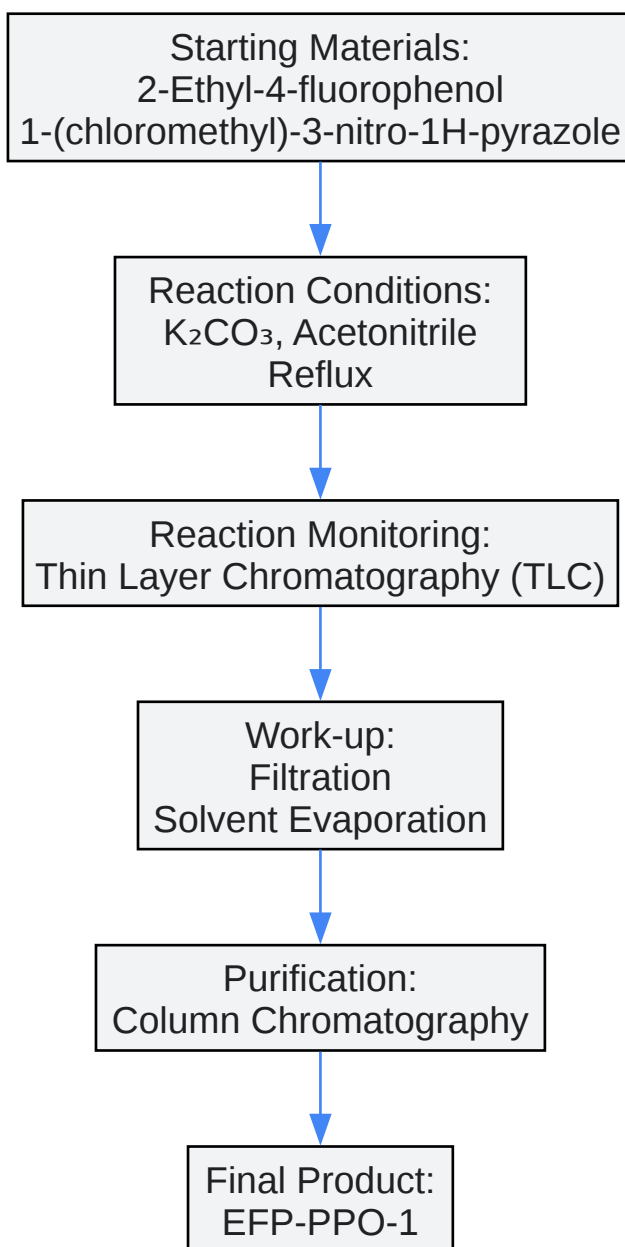 Starting Materials:
2-Ethyl-4-fluorophenol
1-(chloromethyl)-3-nitro-1H-pyrazole
Reaction Conditions:
K₂CO₃, Acetonitrile
Reflux
Reaction Monitoring:
Thin Layer Chromatography (TLC)
Work-up:
Filtration
Solvent Evaporation
Purification:
Column Chromatography
Final Product:
EFP-PPO-1